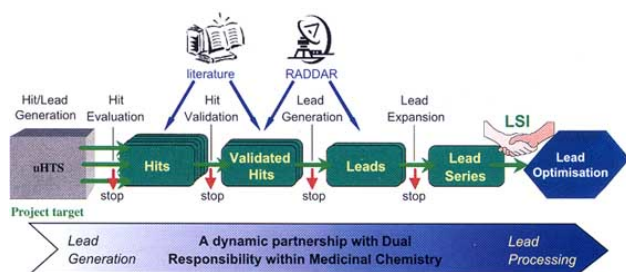 literature
RADDAR
Hit/Lead
Generation
Hit
Evaluation
Hit
Validation
Lead
Generation
Lead
Expansion
LSI
uHTS
Hits
Validated
Hits
Leads
Lead
Series
Lead
Optimisation
stop
stop
stop
stop
Project target
Lead
Generation
A dynamic partnership with Dual
Responsibility within Medicinal Chemistry
Lead
Processing